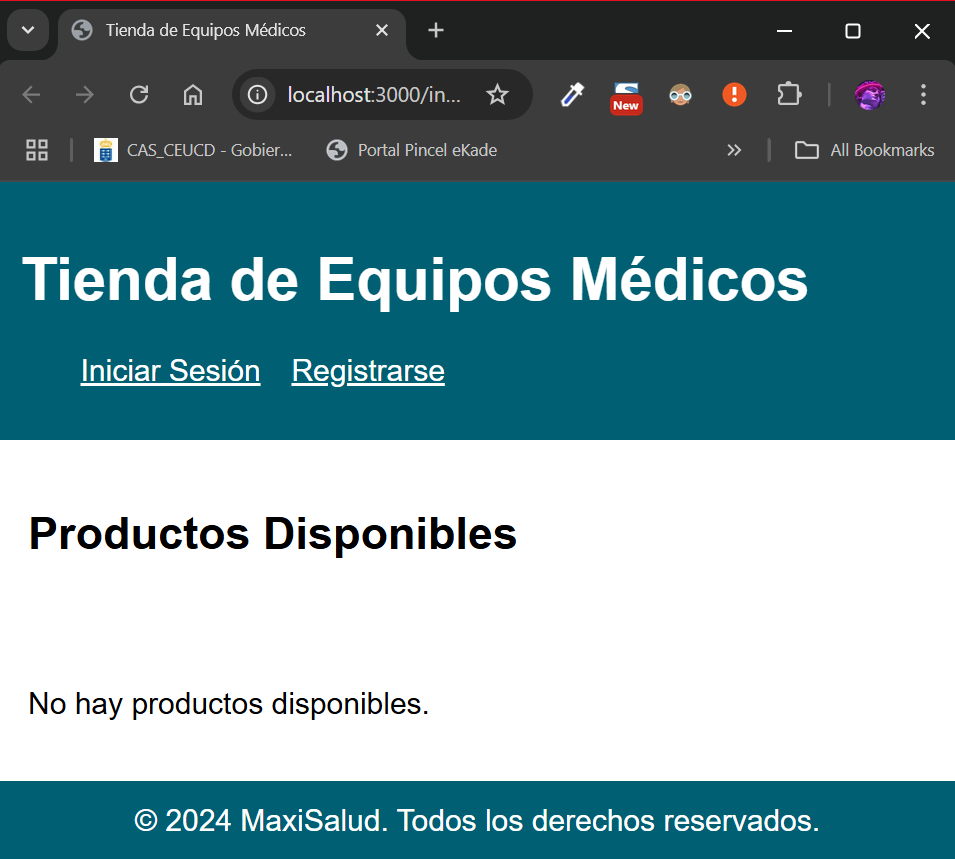 Tienda de Equipos Médicos
localhost:3000/in...
New
CAS_CEUCD - Gobier...
Portal Pincel eKade
All Bookmarks
Tienda de Equipos Médicos
Iniciar Sesión Registrarse
Productos Disponibles
No hay productos disponibles.
© 2024 MaxiSalud. Todos los derechos reservados.